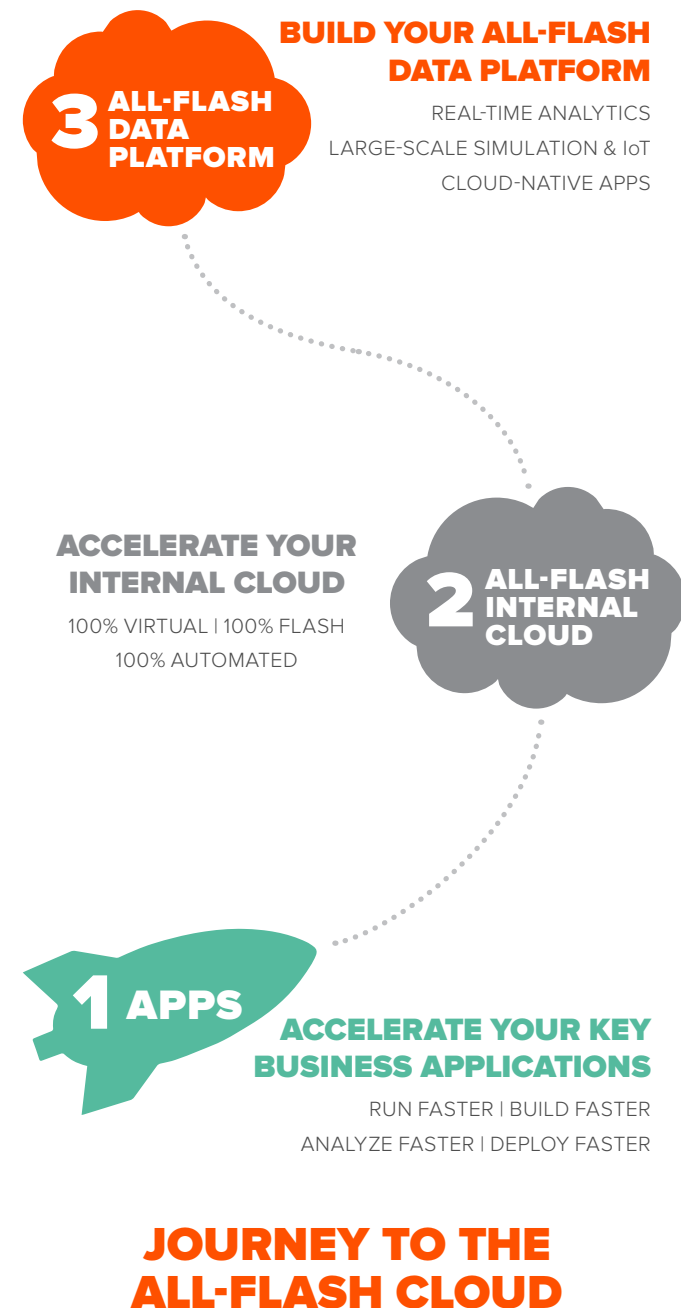 BUILD YOUR ALL-FLASH
DATA PLATFORM
REAL-TIME ANALYTICS
LARGE-SCALE SIMULATION & IoT
CLOUD-NATIVE APPS
3 ALL-FLASH
DATA
PLATFORM
ACCELERATE YOUR
INTERNAL CLOUD
100% VIRTUAL | 100% FLASH
100% AUTOMATED
2 ALL-FLASH
INTERNAL
CLOUD
1 APPS
ACCELERATE YOUR KEY
BUSINESS APPLICATIONS
RUN FASTER | BUILD FASTER
ANALYZE FASTER | DEPLOY FASTER
JOURNEY TO THE
ALL-FLASH CLOUD